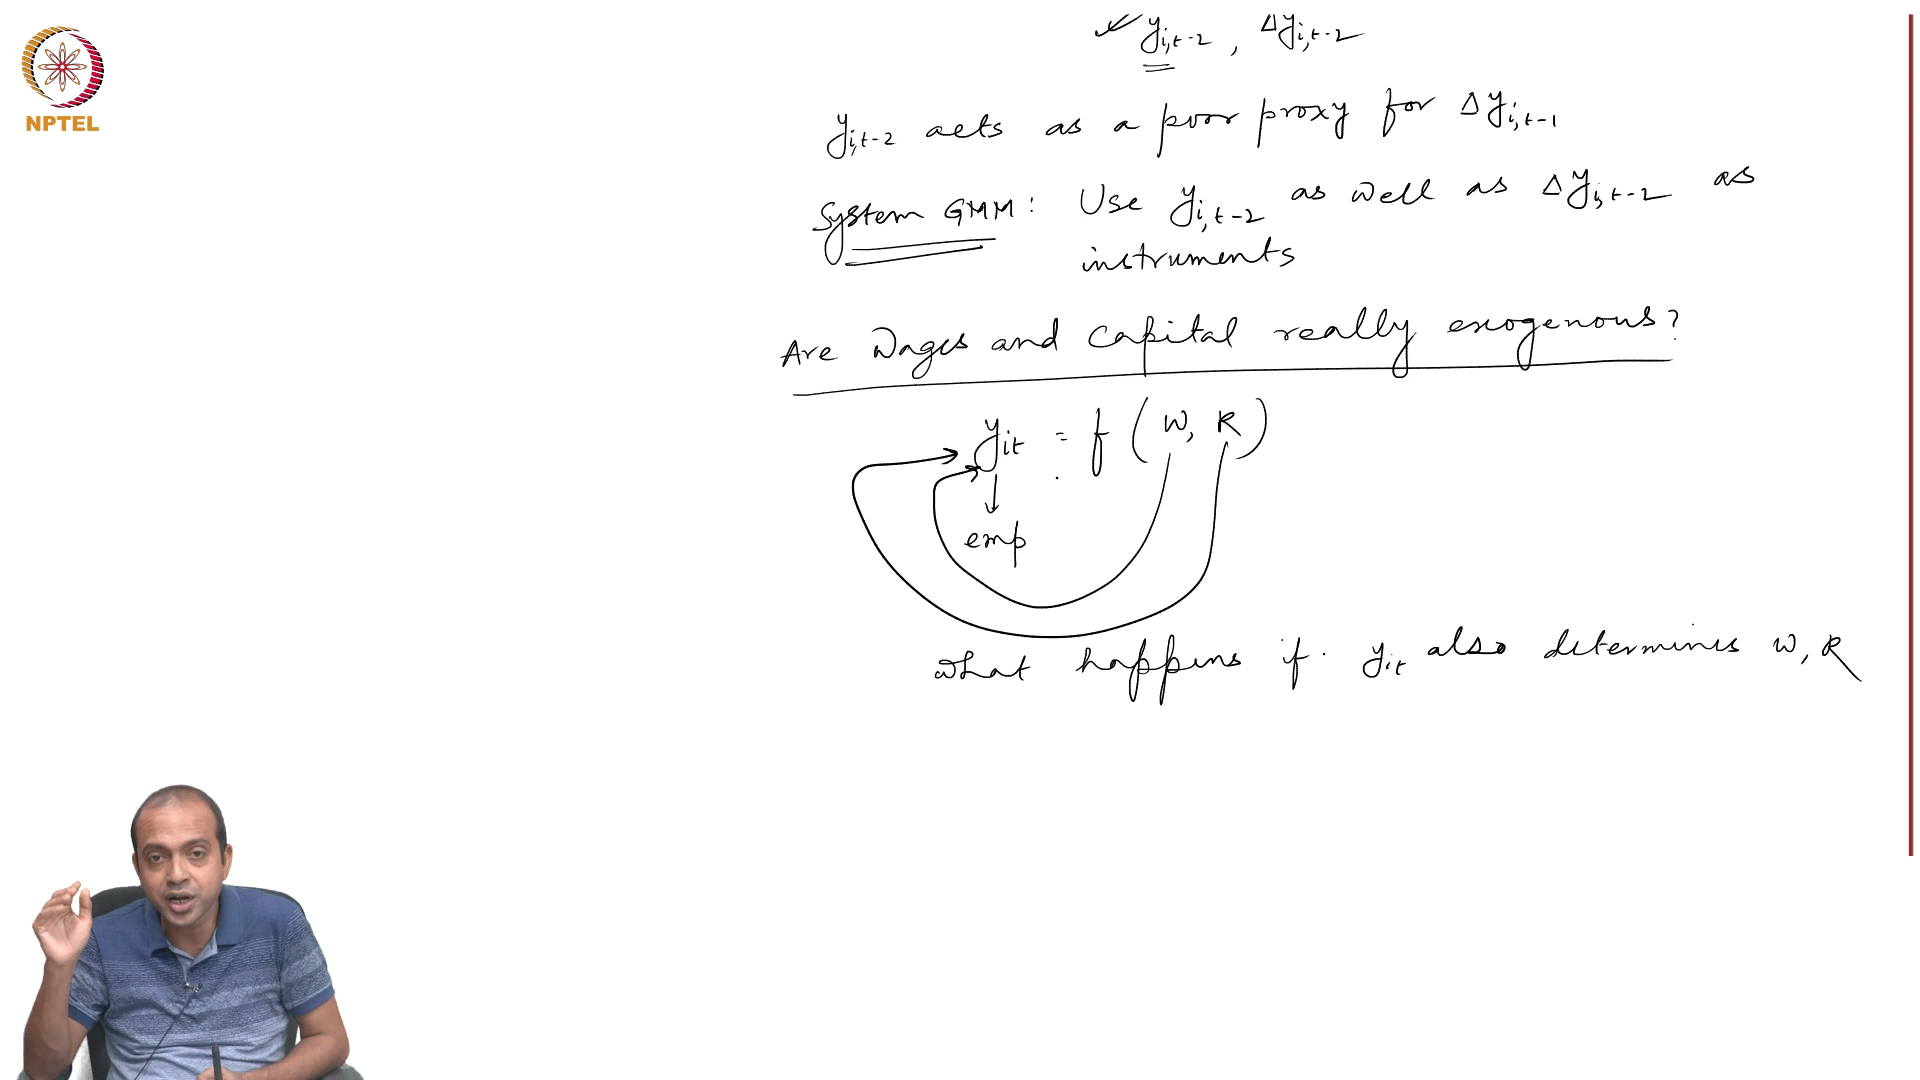 NPTEL
y_{i,t-2} , Δy_{i,t-2}
y_{i,t-2} acts as a poor proxy for Δy_{i,t-1}
System GMM : Use y_{i,t-2} as well as Δy_{i,t-2} as
instruments
Are Wages and Capital really exogenous?
y_{it} = f (W, R)
emp
What happens if y_{it} also determines W, R